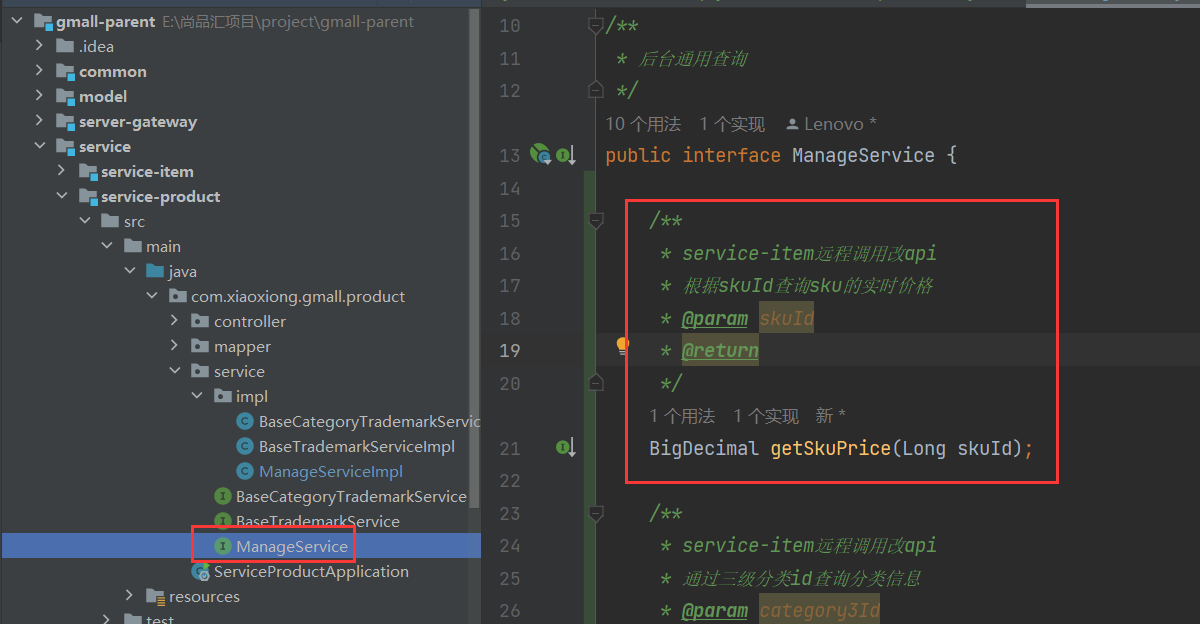 gmall-parent E:\尚品汇项目\project\gmall-parent
.idea
common
model
server-gateway
service
service-item
service-product
src
main
java
com.xiaoxiong.gmall.product
controller
mapper
service
impl
BaseCategoryTrademarkServic
BaseTrademarkServiceImpl
ManageServiceImpl
BaseCategoryTrademarkService
BaseTrademarkService
ManageService
ServiceProductApplication
resources
test
10 /**
11 * 后台通用查询
12 */
10 个用法 1 个实现 Lenovo *
13 public interface ManageService {
14
15 /**
16 * service-item远程调用改api
17 * 根据skuId查询sku的实时价格
18 * @param skuId
19 * @return
20 */
1 个用法 1 个实现 新 *
21 BigDecimal getSkuPrice(Long skuId);
22
23 /**
24 * service-item远程调用改api
25 * 通过三级分类id查询分类信息
26 * @param category3Id